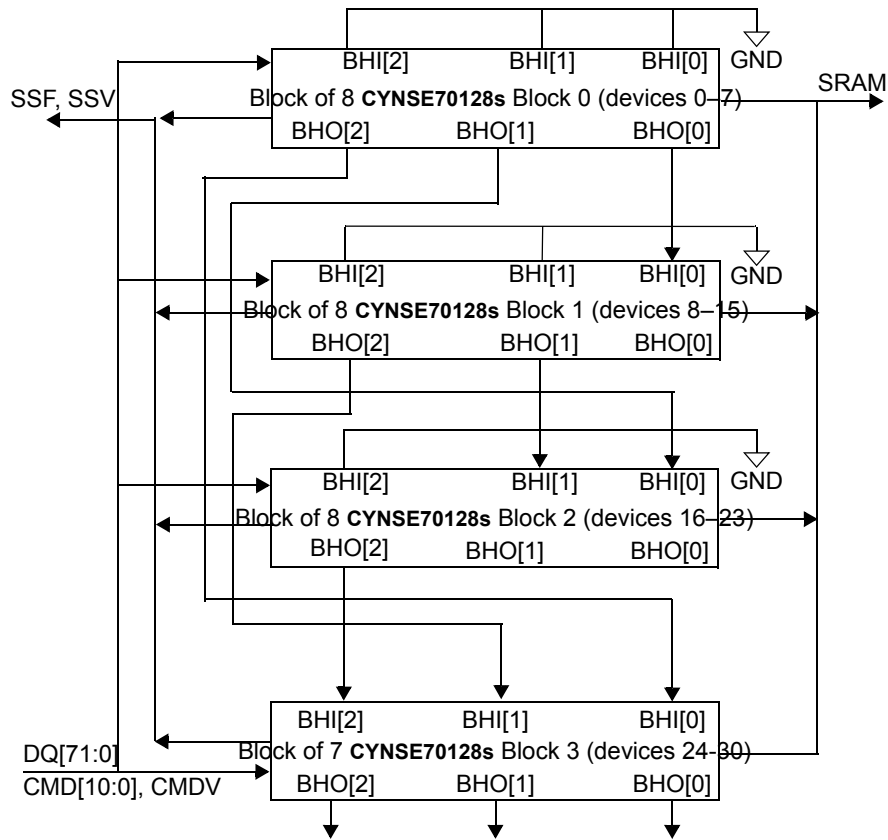 BHI[2] BHI[1] BHI[0] GND
SSF, SSV Block of 8 CYNSE70128s Block 0 (devices 0–7) SRAM
BHO[2] BHO[1] BHO[0]
BHI[2] BHI[1] BHI[0] GND
Block of 8 CYNSE70128s Block 1 (devices 8–15)
BHO[2] BHO[1] BHO[0]
BHI[2] BHI[1] BHI[0] GND
Block of 8 CYNSE70128s Block 2 (devices 16–23)
BHO[2] BHO[1] BHO[0]
BHI[2] BHI[1] BHI[0]
DQ[71:0] Block of 7 CYNSE70128s Block 3 (devices 24-30)
CMD[10:0], CMDV BHO[2] BHO[1] BHO[0]